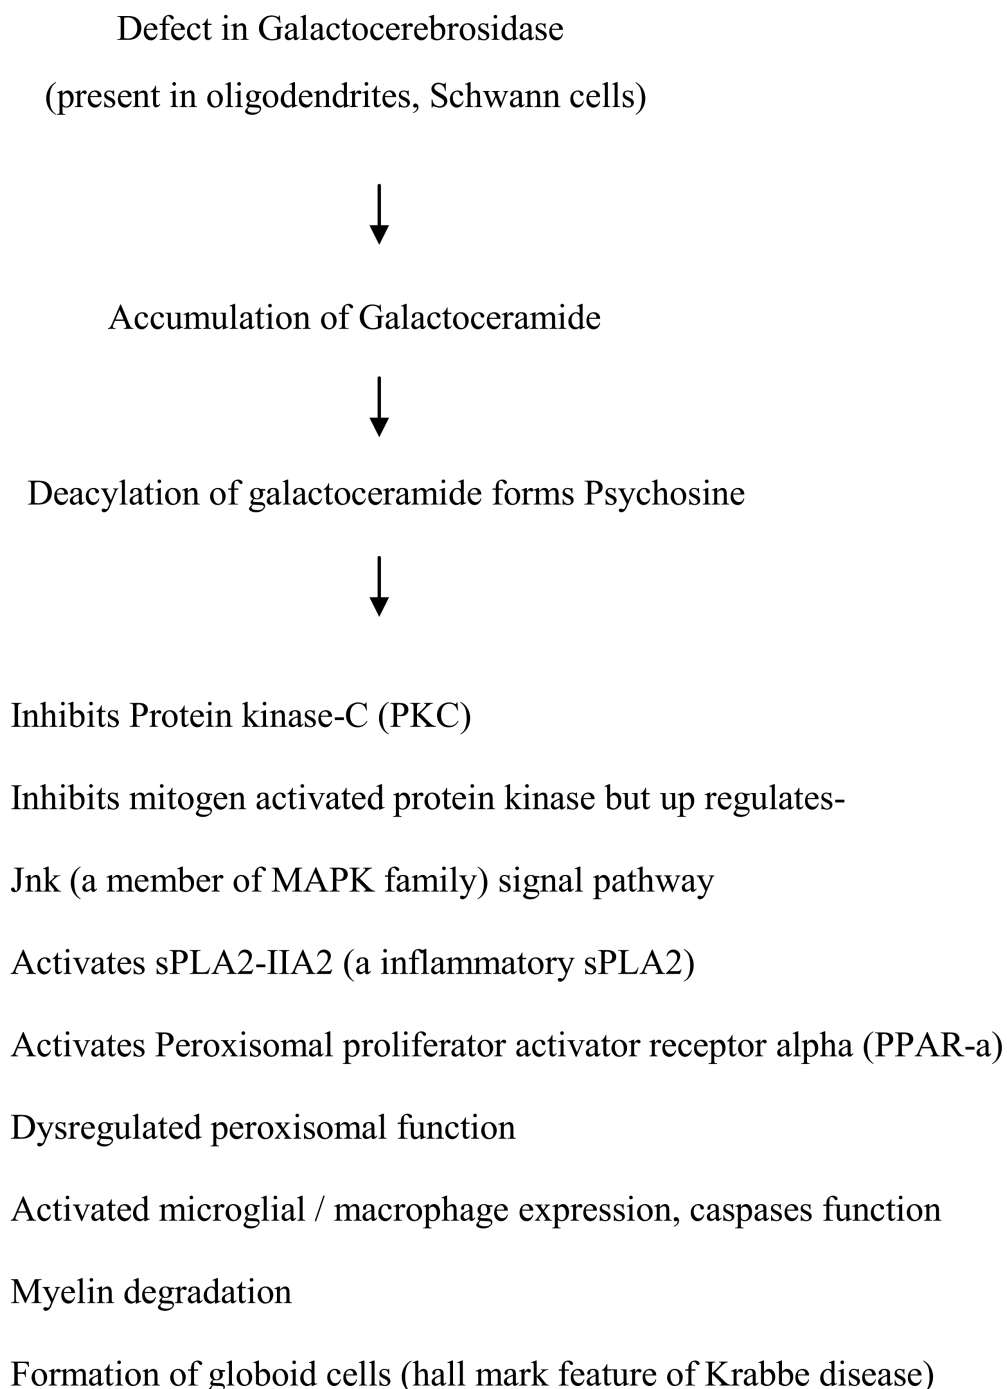 Defect in Galactocerebrosidase
(present in oligodendrites, Schwann cells)
Accumulation of Galactoceramide
Deacylation of galactoceramide forms Psychosine
Inhibits Protein kinase-C (PKC)
Inhibits mitogen activated protein kinase but up regulates-
Jnk (a member of MAPK family) signal pathway
Activates sPLA2-IIA2 (a inflammatory sPLA2)
Activates Peroxisomal proliferator activator receptor alpha (PPAR-a)
Dysregulated peroxisomal function
Activated microglial / macrophage expression, caspases function
Myelin degradation
Formation of globoid cells (hall mark feature of Krabbe disease)